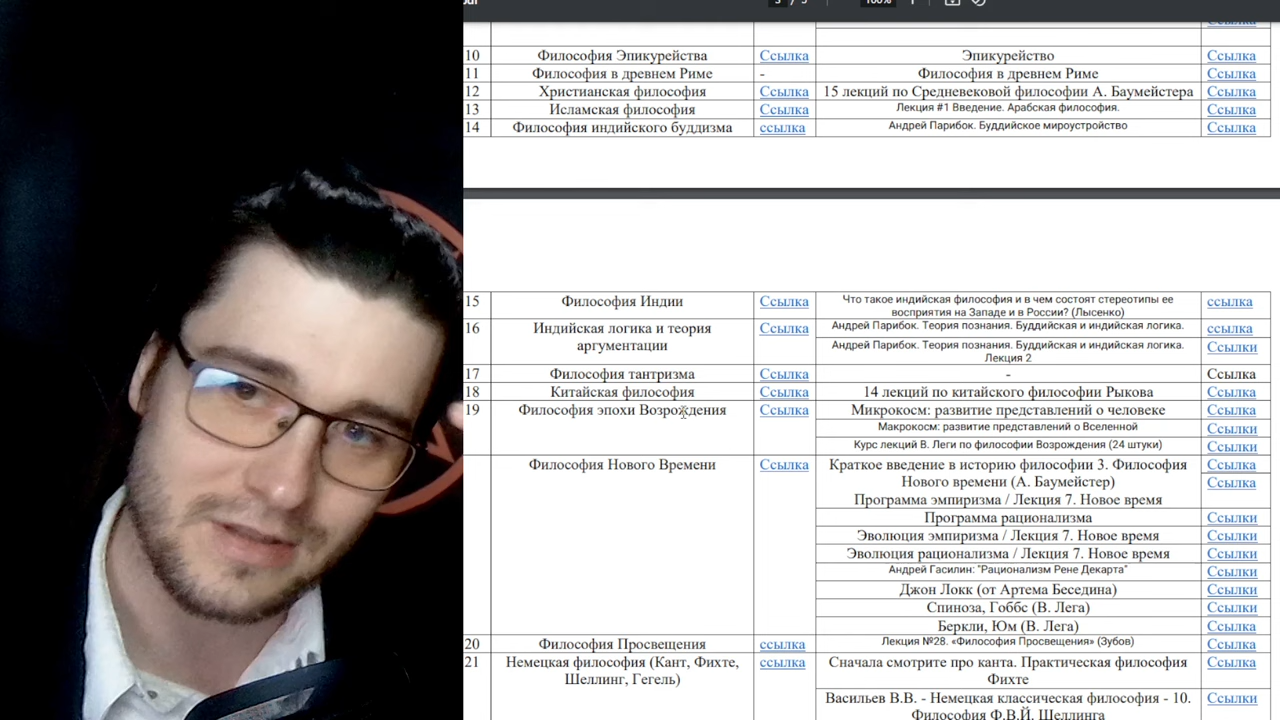 df
3 / 5
100%
Ссылка
10 Философия Эпикурейства Ссылка Эпикурейство Ссылка
11 Философия в древнем Риме - Философия в древнем Риме Ссылка
12 Христианская философия Ссылка 15 лекций по Средневековой философии А. Баумейстера Ссылка
13 Исламская философия Ссылка Лекция #1 Введение. Арабская философия. Ссылка
14 Философия индийского буддизма ссылка Андрей Парибок. Буддийское мироустройство Ссылка
15 Философия Индии Ссылка Что такое индийская философия и в чем состоят стереотипы ее ссылка
восприятия на Западе и в России? (Лысенко)
16 Индийская логика и теория Ссылка Андрей Парибок. Теория познания. Буддийская и индийская логика. ссылка
аргументации Андрей Парибок. Теория познания. Буддийская и индийская логика. Ссылки
Лекция 2
17 Философия тантризма Ссылка - Ссылка
18 Китайская философия Ссылка 14 лекций по китайского философии Рыкова Ссылка
19 Философия эпохи Возрождения Ссылка Микрокосм: развитие представлений о человеке Ссылка
Макрокосм: развитие представлений о Вселенной Ссылки
Курс лекций В. Леги по философии Возрождения (24 штуки) Ссылки
Философия Нового Времени Ссылка Краткое введение в историю философии 3. Философия Ссылка
Нового времени (А. Баумейстер) Ссылка
Программа эмпиризма / Лекция 7. Новое время
Программа рационализма Ссылки
Эволюция эмпиризма / Лекция 7. Новое время Ссылки
Эволюция рационализма / Лекция 7. Новое время Ссылки
Андрей Гасилин: "Рационализм Рене Декарта" Ссылки
Джон Локк (от Артема Беседина) Ссылка
Спиноза, Гоббс (В. Лега) Ссылки
Беркли, Юм (В. Лега) Ссылка
20 Философия Просвещения ссылка Лекция №28. «Философия Просвещения» (Зубов) Ссылка
21 Немецкая философия (Кант, Фихте, ссылка Сначала смотрите про канта. Практическая философия Ссылка
Шеллинг, Гегель) Фихте
Васильев В.В. - Немецкая классическая философия - 10. Ссылки
Философия Ф.В.Й. Шеллинга